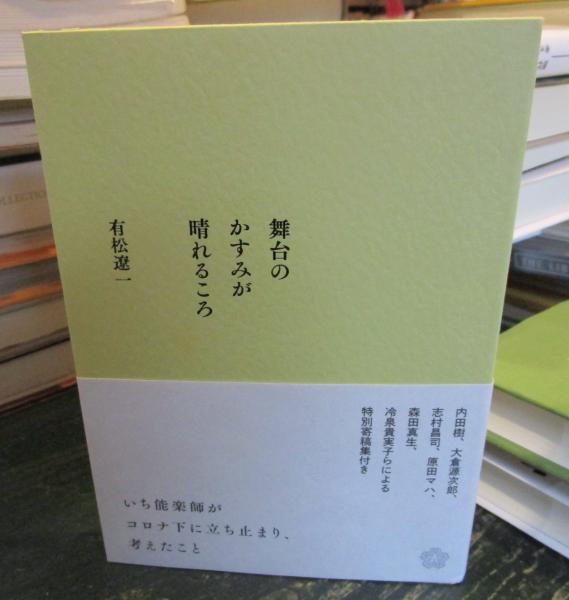 舞台の
かすみが
晴れるころ
有松遼一
内田樹、大倉源次郎、
志村昌司、原田マハ、
森田真生、
冷泉貴実子らによる
特別寄稿集付き
いち能楽師が
コロナ下に立ち止まり、
考えたこと